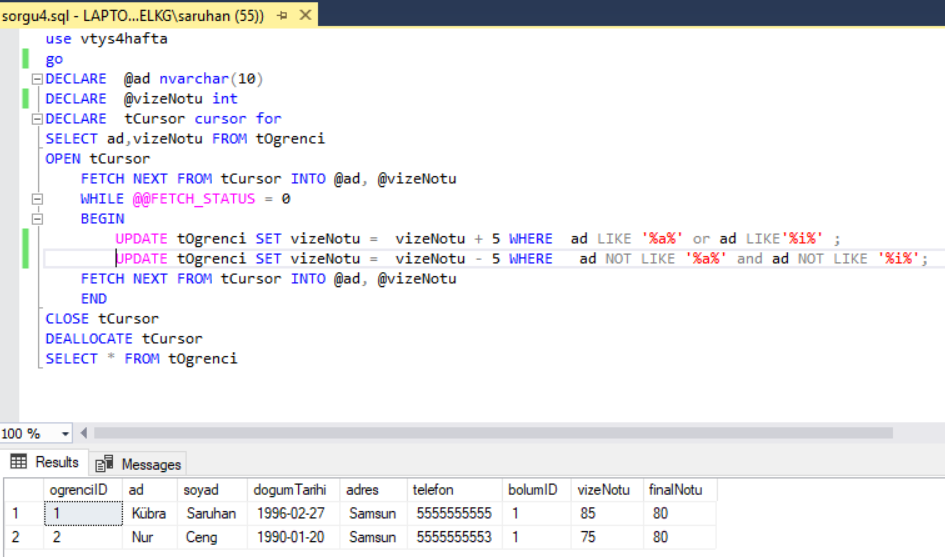 sorgu4.sql - LAPTO...ELKG\saruhan (55))
use vtys4hafta
go
DECLARE @ad nvarchar(10)
DECLARE @vizeNotu int
DECLARE tCursor cursor for
SELECT ad,vizeNotu FROM tOgrenci
OPEN tCursor
FETCH NEXT FROM tCursor INTO @ad, @vizeNotu
WHILE @@FETCH_STATUS = 0
BEGIN
UPDATE tOgrenci SET vizeNotu = vizeNotu + 5 WHERE ad LIKE '%a%' or ad LIKE'%i%' ;
UPDATE tOgrenci SET vizeNotu = vizeNotu - 5 WHERE ad NOT LIKE '%a%' and ad NOT LIKE '%i%';
FETCH NEXT FROM tCursor INTO @ad, @vizeNotu
END
CLOSE tCursor
DEALLOCATE tCursor
SELECT * FROM tOgrenci
100 %
Results Messages
ogrenciID ad soyad dogumTarihi adres telefon bolumID vizeNotu finalNotu
1 1 Kübra Saruhan 1996-02-27 Samsun 5555555555 1 85 80
2 2 Nur Ceng 1990-01-20 Samsun 5555555553 1 75 80